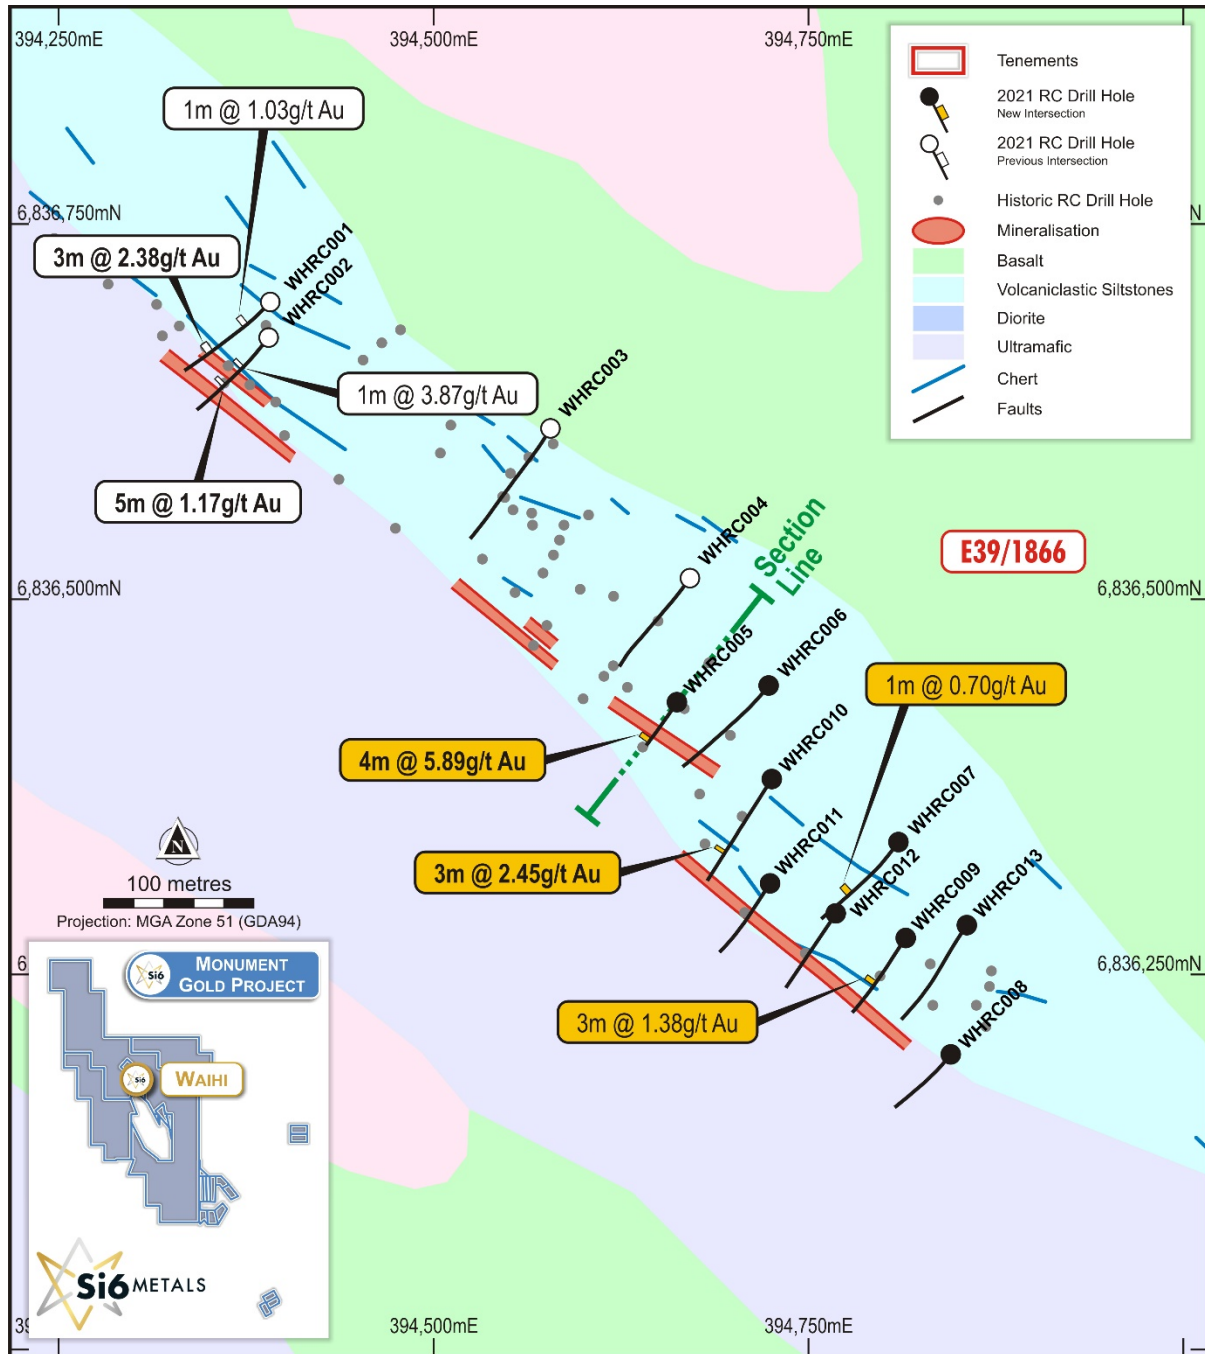 394,250mE
394,500mE
394,750mE
Tenements
2021 RC Drill Hole
New Intersection
2021 RC Drill Hole
Previous Intersection
Historic RC Drill Hole
Mineralisation
Basalt
Volcaniclastic Siltstones
Diorite
Ultramafic
Chert
Faults
1m @ 1.03g/t Au
6,836,750mN
N
3m @ 2.38g/t Au
WHRC001
WHRC002
1m @ 3.87g/t Au
WHRC003
5m @ 1.17g/t Au
WHRC004
Section
Line
E39/1866
6,836,500mN
6,836,500mN
WHRC005
WHRC006
1m @ 0.70g/t Au
4m @ 5.89g/t Au
WHRC010
WHRC007
WHRC011
3m @ 2.45g/t Au
WHRC012
WHRC009
WHRC013
N
100 metres
Projection: MGA Zone 51 (GDA94)
6,836,250mN
3m @ 1.38g/t Au
WHRC008
6,
Si6
MONUMENT
GOLD PROJECT
Si6
WAIHI
Si6 METALS
39
394,500mE
394,750mE